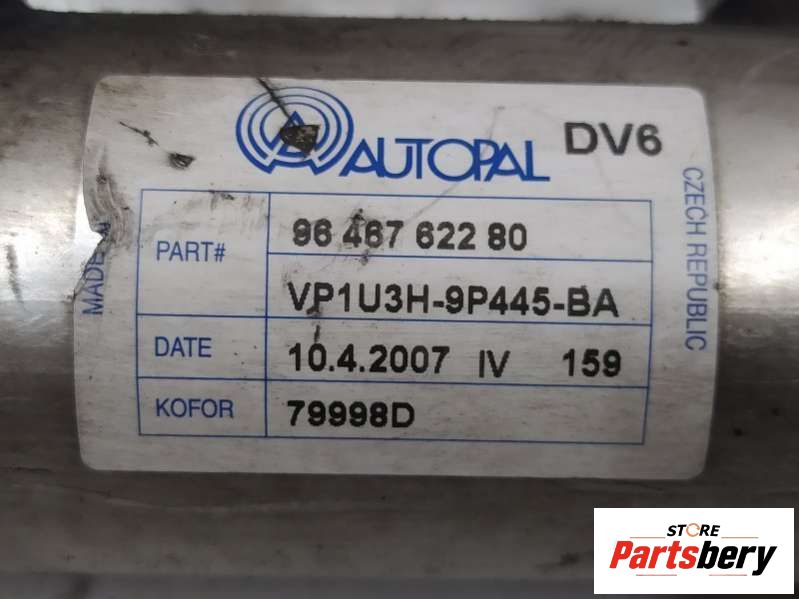 AUTOPAL DV6
PART# 96 467 622 80
VP1U3H-9P445-BA
DATE 10.4.2007 IV 159
KOFOR 79998D
MADE IN
CZECH REPUBLIC
STORE
Partsbery